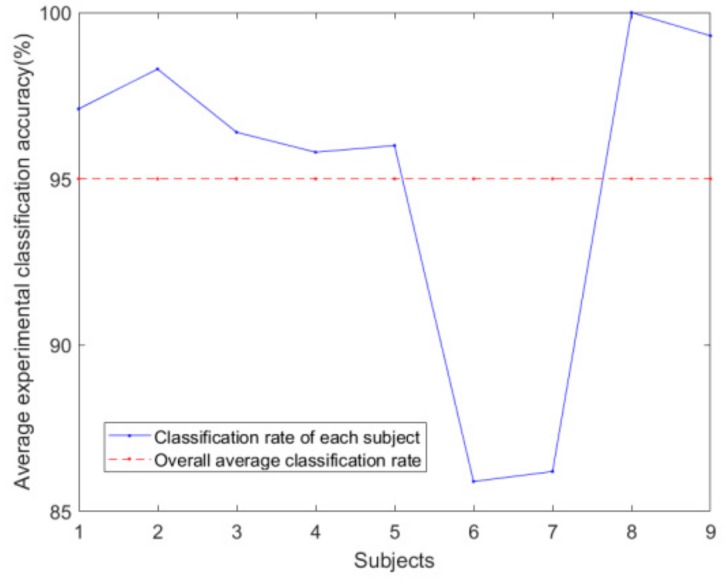 Average experimental classification accuracy(%)
100
95
90
85
Classification rate of each subject
Overall average classification rate
1 2 3 4 5 6 7 8 9
Subjects